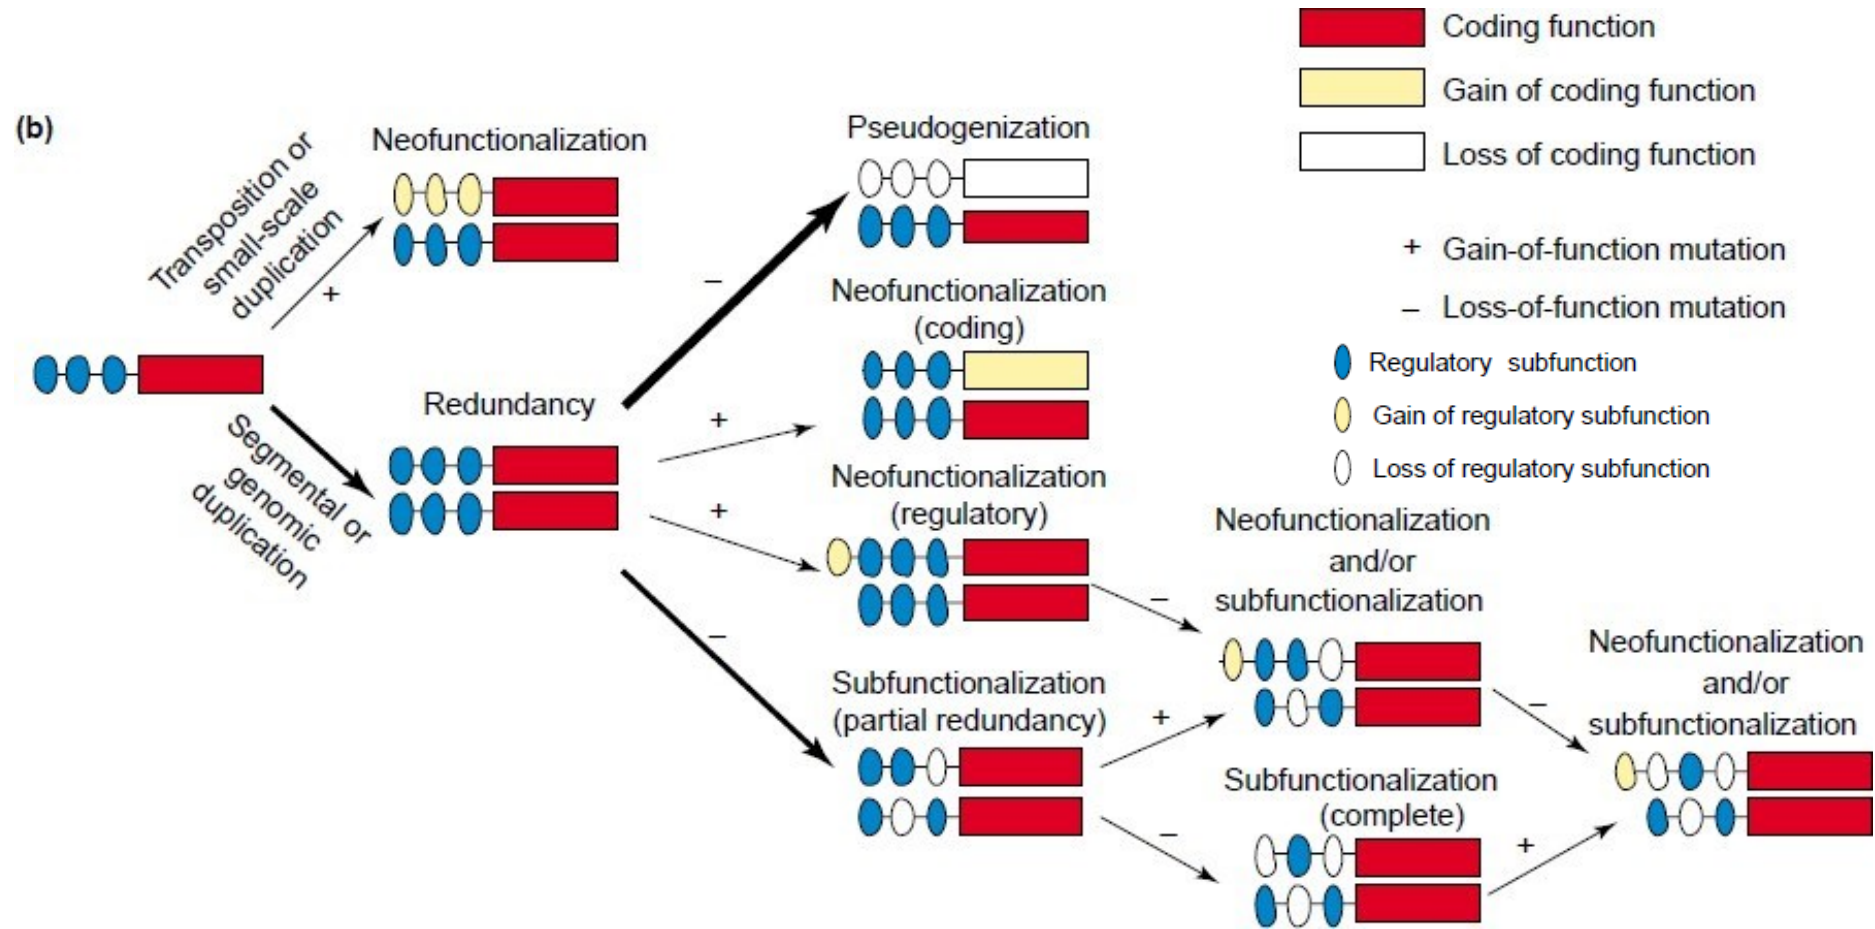 (b)
Transposition or
small-scale
duplication
+
Neofunctionalization
Segmental or
genomic
duplication
Redundancy
–
Pseudogenization
+
Neofunctionalization
(coding)
+
Neofunctionalization
(regulatory)
–
Subfunctionalization
(partial redundancy)
–
+
Neofunctionalization
and/or
subfunctionalization
–
Subfunctionalization
(complete)
–
+
Neofunctionalization
and/or
subfunctionalization
Coding function
Gain of coding function
Loss of coding function
+ Gain-of-function mutation
– Loss-of-function mutation
Regulatory subfunction
Gain of regulatory subfunction
Loss of regulatory subfunction